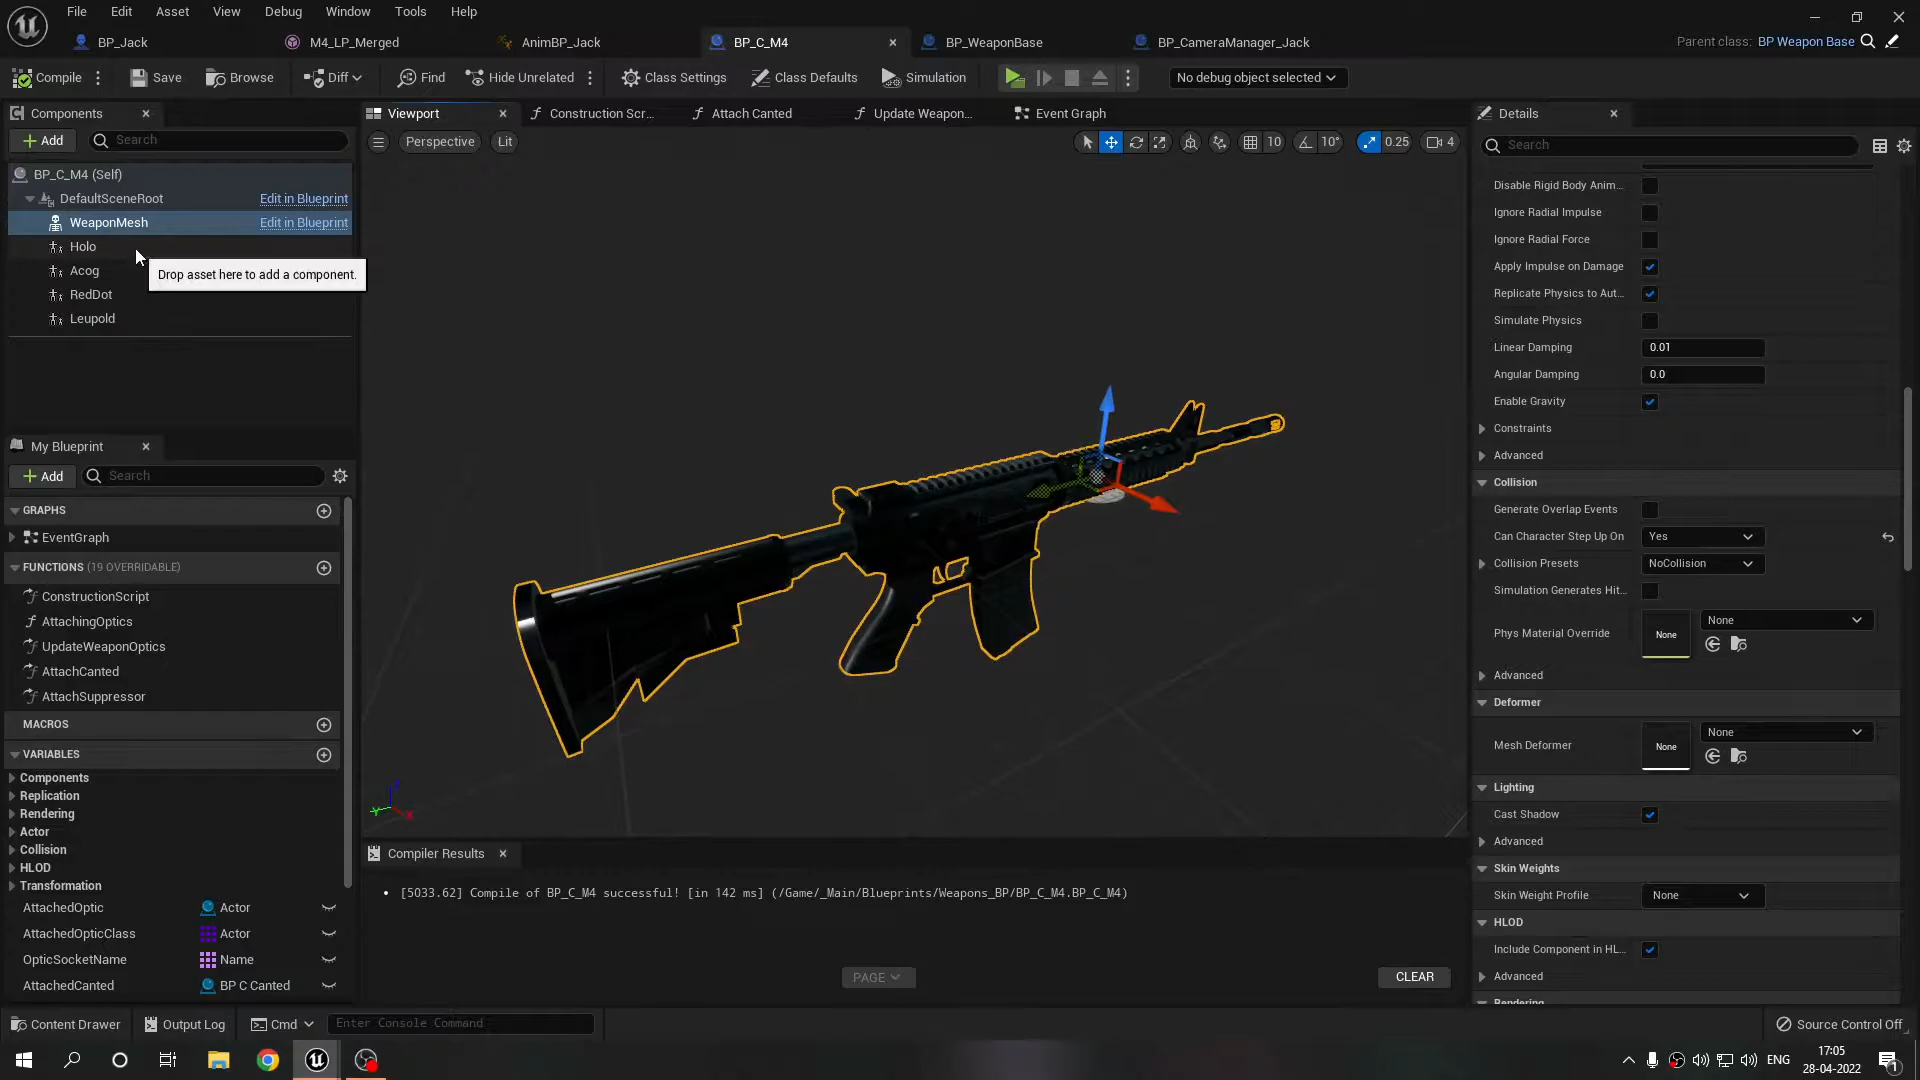 File Edit Asset View Debug Window Tools Help
BP_Jack M4_LP_Merged AnimBP_Jack BP_C_M4 BP_WeaponBase BP_CameraManager_Jack Parent class: BP Weapon Base
Compile Save Browse Diff Find Hide Unrelated Class Settings Class Defaults Simulation No debug object selected
Components
Add Search
BP_C_M4 (Self)
DefaultSceneRoot Edit in Blueprint
WeaponMesh Edit in Blueprint
Holo
Drop asset here to add a component.
Acog
RedDot
Leupold
My Blueprint
Add Search
GRAPHS
EventGraph
FUNCTIONS (19 OVERRIDABLE)
ConstructionScript
AttachingOptics
UpdateWeaponOptics
AttachCanted
AttachSuppressor
MACROS
VARIABLES
Components
Replication
Rendering
Actor
Collision
HLOD
Transformation
AttachedOptic Actor
AttachedOpticClass Actor
OpticSocketName Name
AttachedCanted BP C Canted
Viewport Construction Scr... Attach Canted Update Weapon... Event Graph
Perspective Lit 10 10° 0.25 4
Compiler Results
• [5033.62] Compile of BP_C_M4 successful! [in 142 ms] (/Game/_Main/Blueprints/Weapons_BP/BP_C_M4.BP_C_M4)
PAGE CLEAR
Details
Search
Disable Rigid Body Anim...
Ignore Radial Impulse
Ignore Radial Force
Apply Impulse on Damage
Replicate Physics to Aut...
Simulate Physics
Linear Damping 0.01
Angular Damping 0.0
Enable Gravity
Constraints
Advanced
Collision
Generate Overlap Events
Can Character Step Up On Yes
Collision Presets NoCollision
Simulation Generates Hit...
Phys Material Override None None
Advanced
Deformer
Mesh Deformer None None
Lighting
Cast Shadow
Advanced
Skin Weights
Skin Weight Profile None
HLOD
Include Component in HL...
Advanced
Rendering
Content Drawer Output Log Cmd Enter Console Command Source Control Off
ENG 17:05
28-04-2022
1